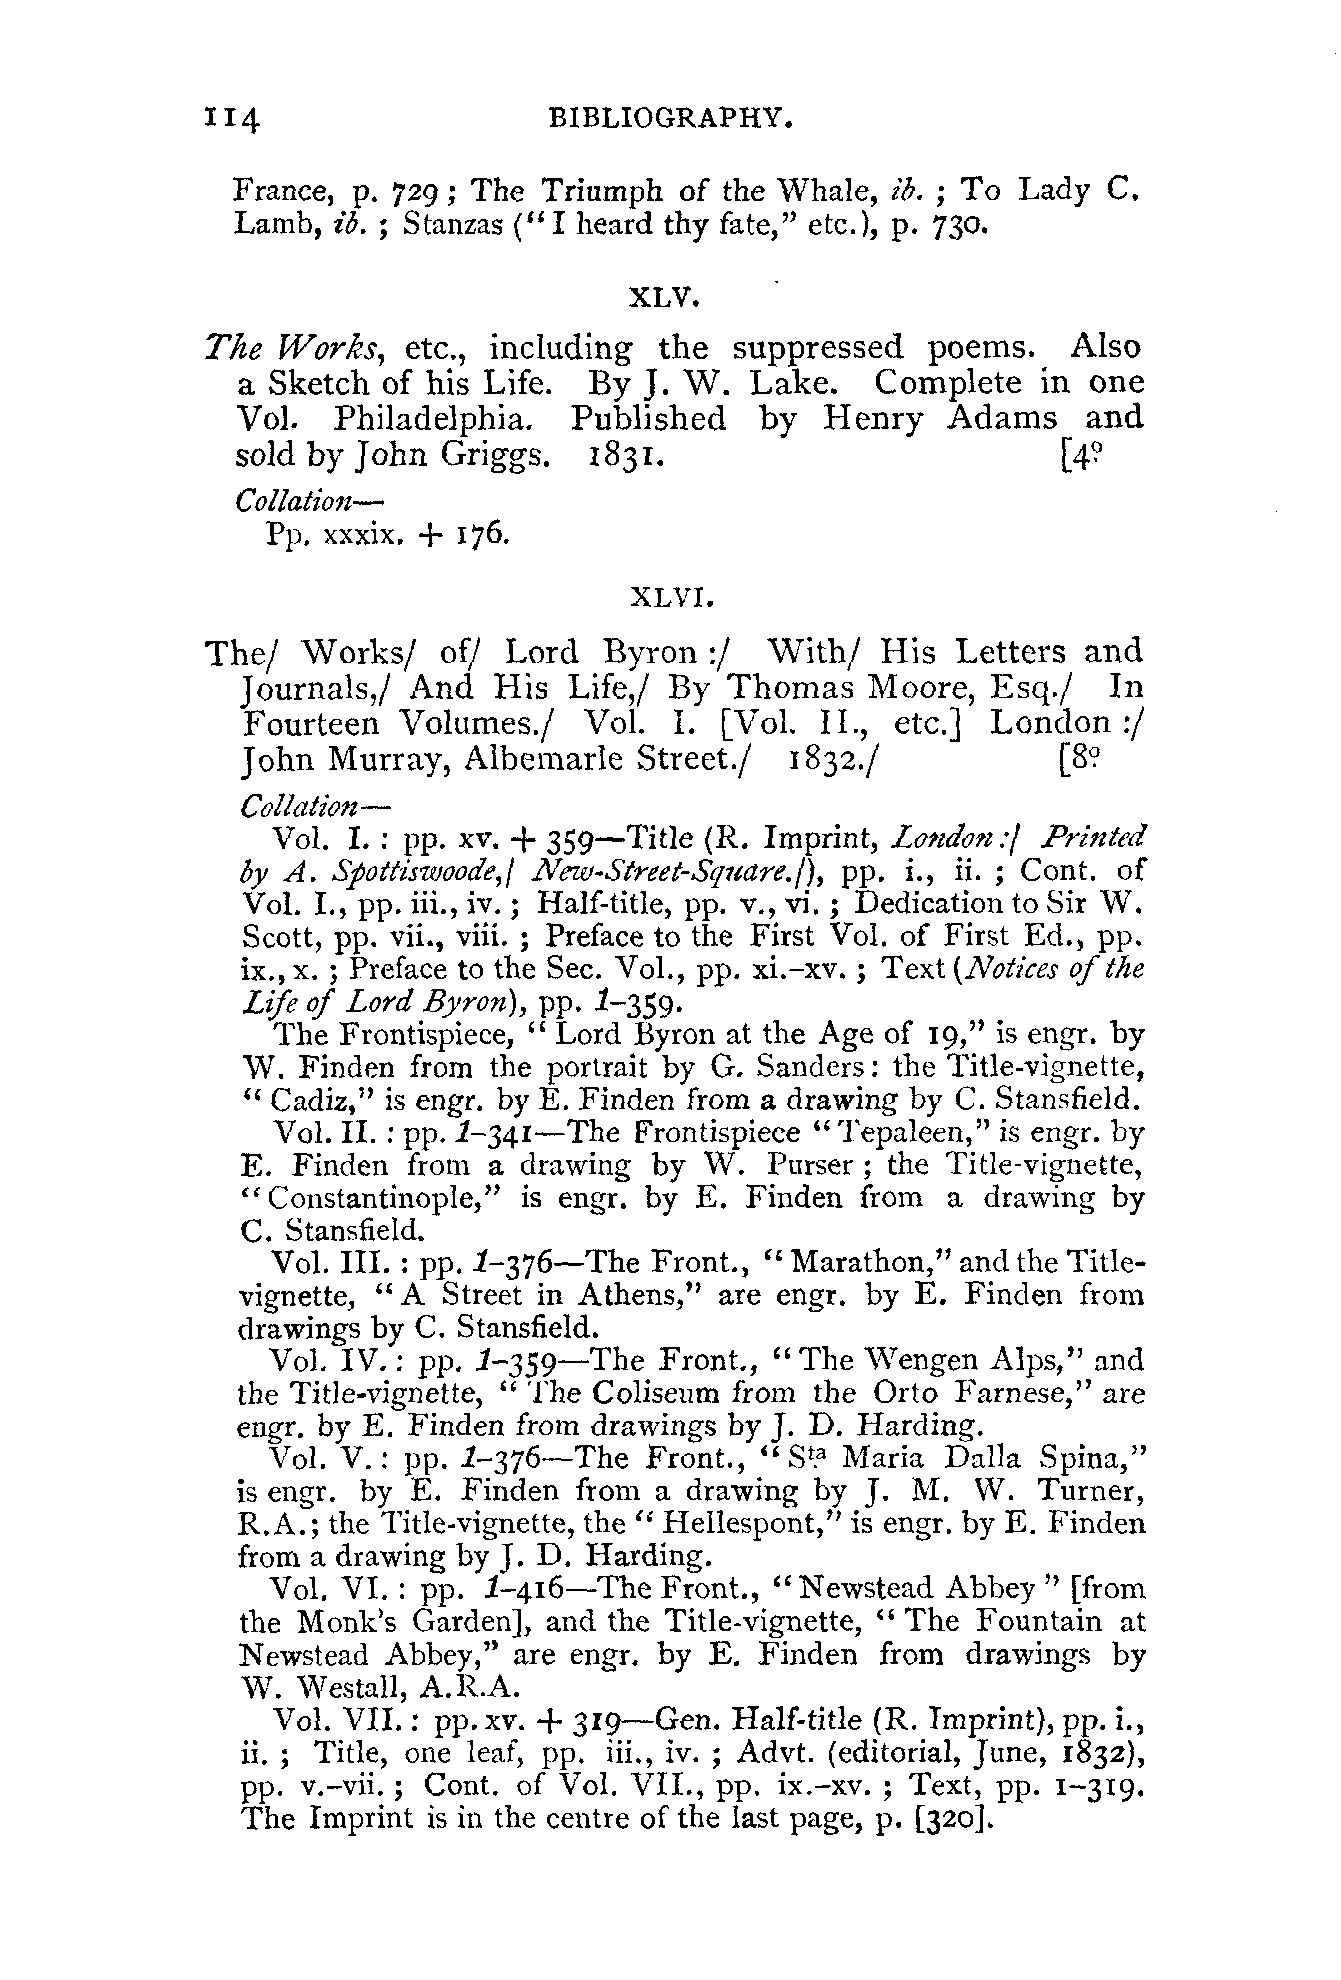 114 BIBLIOGRAPHY.
France, p. 729 ; The Triumph of the Whale, ib. ; To Lady C.
Lamb, ib. ; Stanzas (“I heard thy fate,” etc.), p. 730.
XLV.
The Works, etc., including the suppressed poems. Also
a Sketch of his Life. By J. W. Lake. Complete in one
Vol. Philadelphia. Published by Henry Adams and
sold by John Griggs. 1831. [4º
Collation—
Pp. xxxix. + 176.
XLVI.
The/ Works/ of/ Lord Byron :/ With/ His Letters and
Journals,/ And His Life,/ By Thomas Moore, Esq./ In
Fourteen Volumes./ Vol. I. [Vol. II., etc.] London :/
John Murray, Albemarle Street./ 1832./ [8º
Collation—
Vol. I. : pp. xv. + 359—Title (R. Imprint, London :/ Printed
by A. Spottiswoode,/ New-Street-Square./), pp. i., ii. ; Cont. of
Vol. I., pp. iii., iv. ; Half-title, pp. v., vi. ; Dedication to Sir W.
Scott, pp. vii., viii. ; Preface to the First Vol. of First Ed., pp.
ix., x. ; Preface to the Sec. Vol., pp. xi.-xv. ; Text (Notices of the
Life of Lord Byron), pp. 1-359.
The Frontispiece, “Lord Byron at the Age of 19,” is engr. by
W. Finden from the portrait by G. Sanders: the Title-vignette,
“Cadiz,” is engr. by E. Finden from a drawing by C. Stansfield.
Vol. II. : pp. 1-341—The Frontispiece “Tepaleen,” is engr. by
E. Finden from a drawing by W. Purser ; the Title-vignette,
“Constantinople,” is engr. by E. Finden from a drawing by
C. Stansfield.
Vol. III. : pp. 1-376—The Front., “Marathon,” and the Title-
vignette, “A Street in Athens,” are engr. by E. Finden from
drawings by C. Stansfield.
Vol. IV. : pp. 1-359—The Front., “The Wengen Alps,” and
the Title-vignette, “The Coliseum from the Orto Farnese,” are
engr. by E. Finden from drawings by J. D. Harding.
Vol. V. : pp. 1-376—The Front., “Sta Maria Dalla Spina,”
is engr. by E. Finden from a drawing by J. M. W. Turner,
R.A.; the Title-vignette, the “Hellespont,” is engr. by E. Finden
from a drawing by J. D. Harding.
Vol. VI. : pp. 1-416—The Front., “Newstead Abbey” [from
the Monk's Garden], and the Title-vignette, “The Fountain at
Newstead Abbey,” are engr. by E. Finden from drawings by
W. Westall, A.R.A.
Vol. VII. : pp. xv. + 319—Gen. Half-title (R. Imprint), pp. i.,
ii. ; Title, one leaf, pp. iii., iv. ; Advt. (editorial, June, 1832),
pp. v.-vii. ; Cont. of Vol. VII., pp. ix.-xv. ; Text, pp. 1-319.
The Imprint is in the centre of the last page, p. [320].